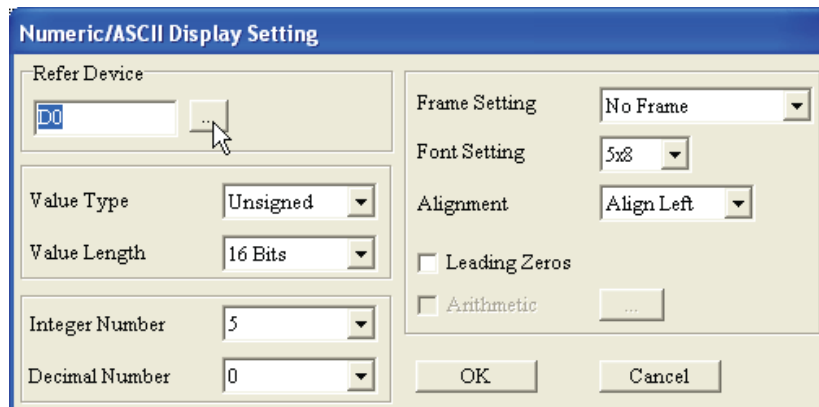 Numeric/ASCII Display Setting
Refer Device
D0
...
Value Type
Unsigned
Value Length
16 Bits
Integer Number
5
Decimal Number
0
Frame Setting
No Frame
Font Setting
5x8
Alignment
Align Left
Leading Zeros
Arithmetic
...
OK
Cancel